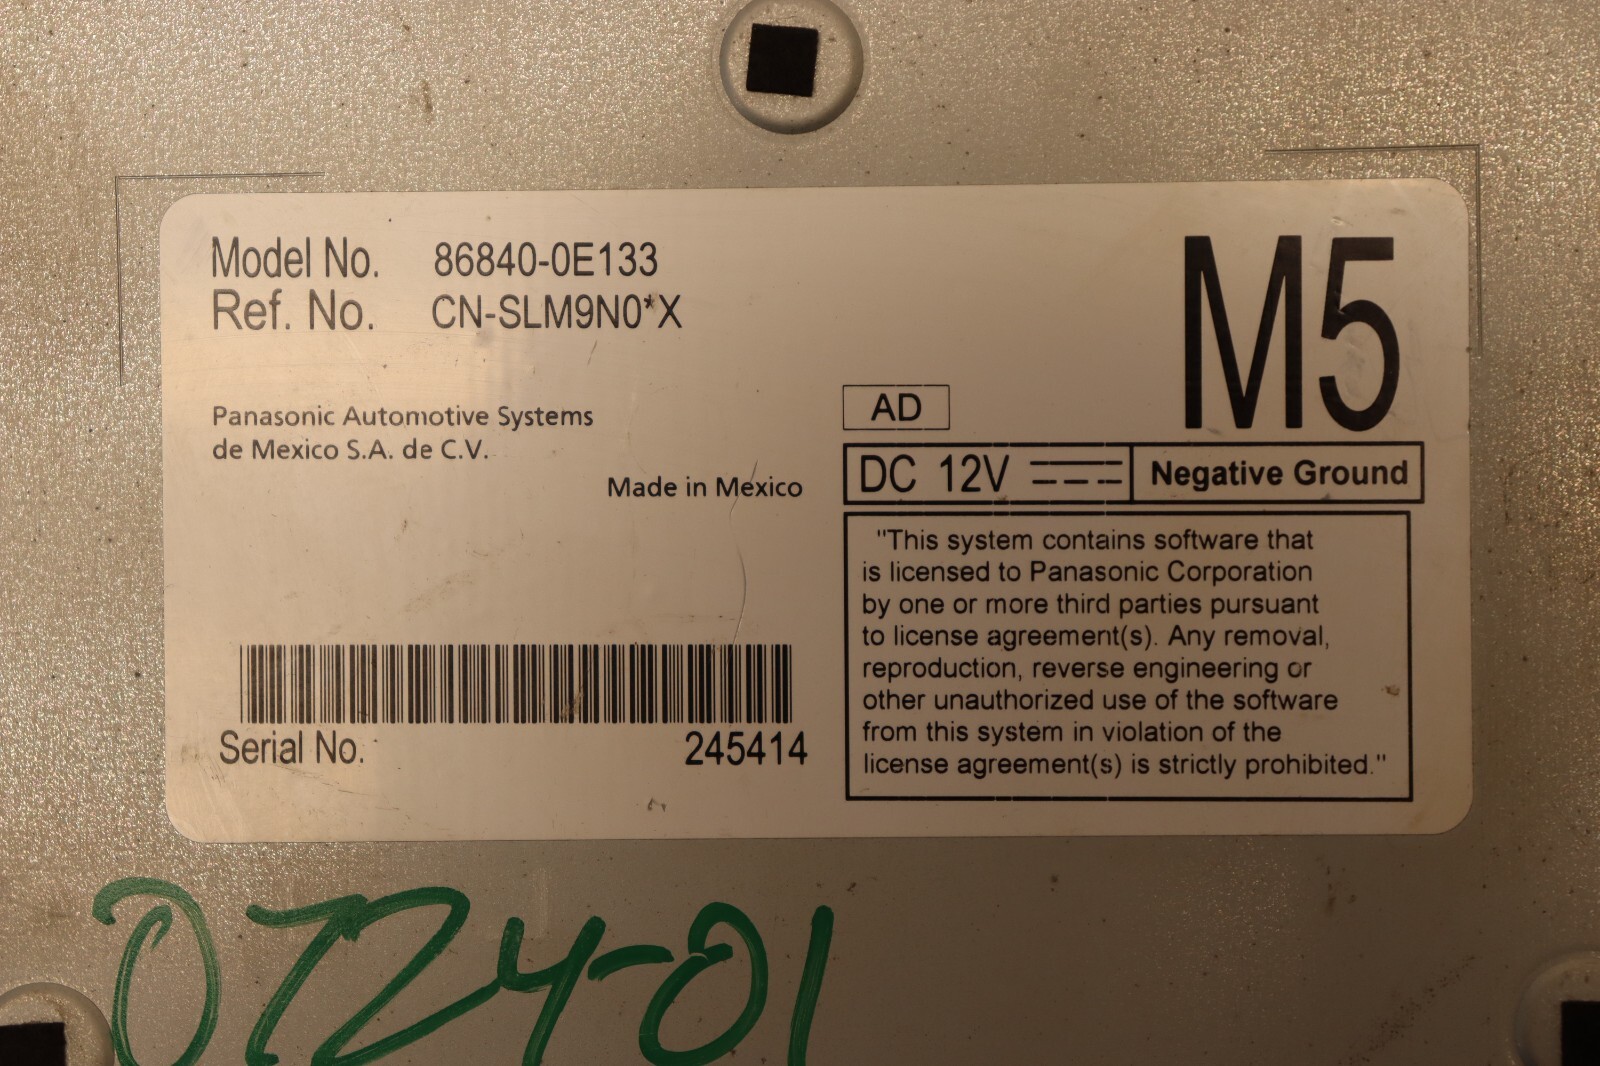 Model No. 86840-0E133
Ref. No. CN-SLM9N0*X
M5
Panasonic Automotive Systems
de Mexico S.A. de C.V.
Made in Mexico
AD
DC 12V
Negative Ground
"This system contains software that
is licensed to Panasonic Corporation
by one or more third parties pursuant
to license agreement(s). Any removal,
reproduction, reverse engineering or
other unauthorized use of the software
from this system in violation of the
license agreement(s) is strictly prohibited."
Serial No. 245414
0724-01